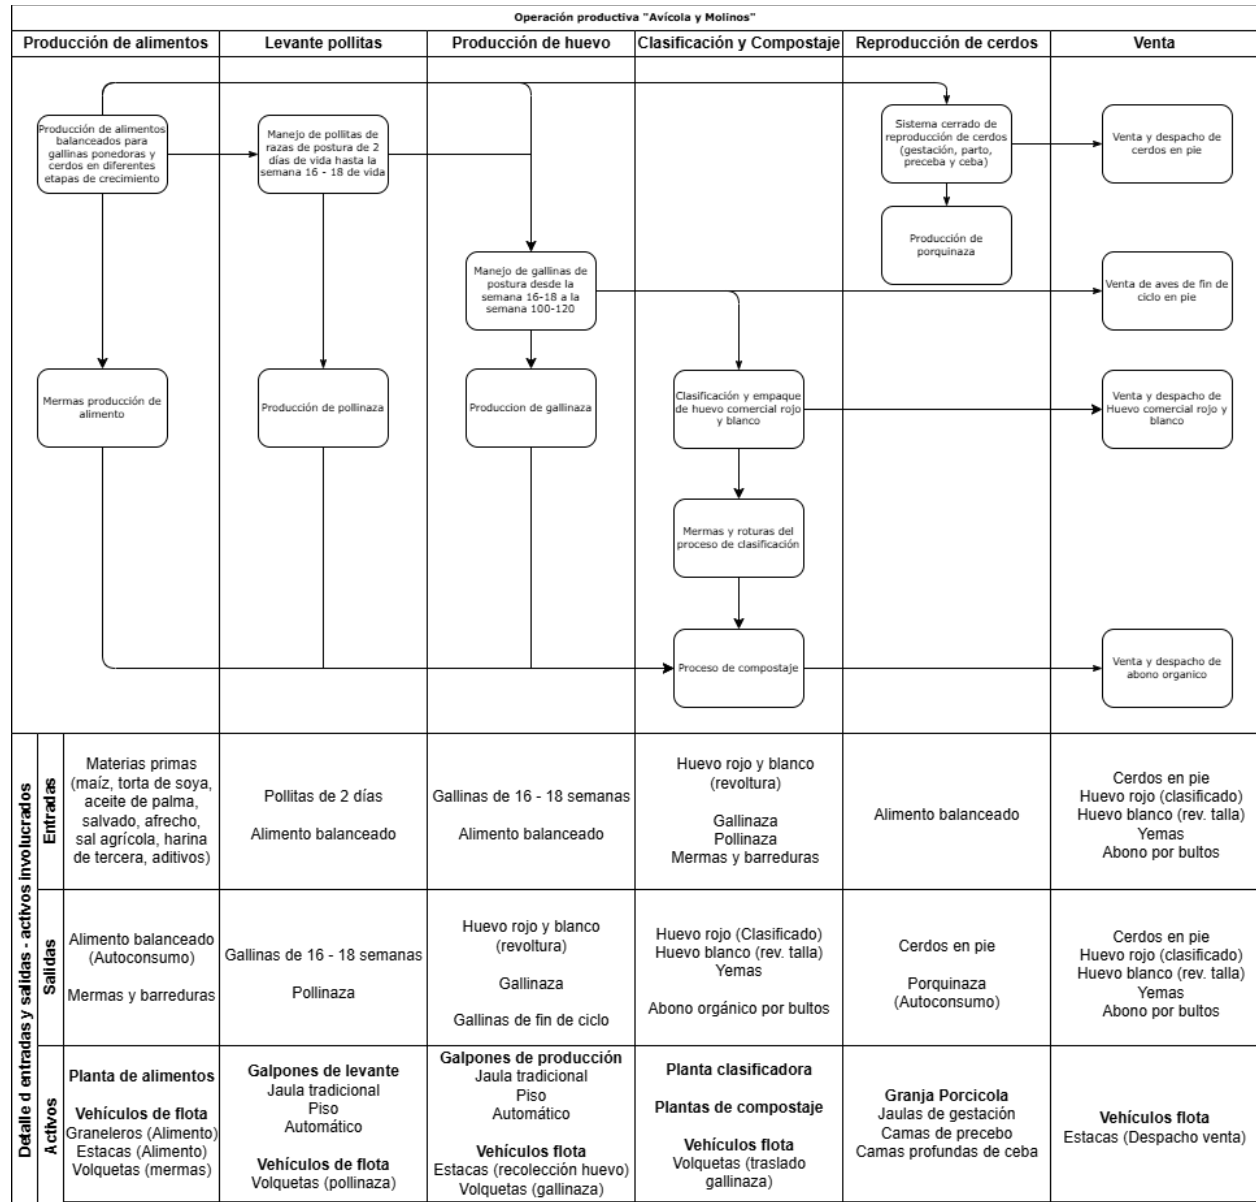 Operación productiva "Avícola y Molinos"
Producción de alimentos
Levante pollitas
Producción de huevo
Clasificación y Compostaje
Reproducción de cerdos
Venta
Producción de alimentos
balanceados para
gallinas ponedoras y
cerdos en diferentes
etapas de crecimiento
Manejo de pollitas de
razas de postura de 2
días de vida hasta la
semana 16 - 18 de vida
Sistema cerrado de
reproducción de cerdos
(gestación, parto,
preceba y ceba)
Venta y despacho de
cerdos en pie
Producción de
porquinaza
Manejo de gallinas de
postura desde la
semana 16-18 a la
semana 100-120
Venta de aves de fin de
ciclo en pie
Mermas producción de
alimento
Producción de pollinaza
Produccion de gallinaza
Clasificación y empaque
de huevo comercial rojo
y blanco
Venta y despacho de
Huevo comercial rojo y
blanco
Mermas y roturas del
proceso de clasificación
Proceso de compostaje
Venta y despacho de
abono organico
Detalle d entradas y salidas - activos involucrados
Entradas
Materias primas
(maíz, torta de soya,
aceite de palma,
salvado, afrecho,
sal agrícola, harina
de tercera, aditivos)
Pollitas de 2 días
Alimento balanceado
Gallinas de 16 - 18 semanas
Alimento balanceado
Huevo rojo y blanco
(revoltura)
Gallinaza
Pollinaza
Mermas y barreduras
Alimento balanceado
Cerdos en pie
Huevo rojo (clasificado)
Huevo blanco (rev. talla)
Yemas
Abono por bultos
Salidas
Alimento balanceado
(Autoconsumo)
Mermas y barreduras
Gallinas de 16 - 18 semanas
Pollinaza
Huevo rojo y blanco
(revoltura)
Gallinaza
Gallinas de fin de ciclo
Huevo rojo (Clasificado)
Huevo blanco (rev. talla)
Yemas
Abono orgánico por bultos
Cerdos en pie
Porquinaza
(Autoconsumo)
Cerdos en pie
Huevo rojo (clasificado)
Huevo blanco (rev. talla)
Yemas
Abono por bultos
Activos
Planta de alimentos
Vehículos de flota
Graneleros (Alimento)
Estacas (Alimento)
Volquetas (mermas)
Galpones de levante
Jaula tradicional
Piso
Automático
Vehículos de flota
Volquetas (pollinaza)
Galpones de producción
Jaula tradicional
Piso
Automático
Vehículos flota
Estacas (recolección huevo)
Volquetas (gallinaza)
Planta clasificadora
Plantas de compostaje
Vehículos flota
Volquetas (traslado
gallinaza)
Granja Porcicola
Jaulas de gestación
Camas de precebo
Camas profundas de ceba
Vehículos flota
Estacas (Despacho venta)